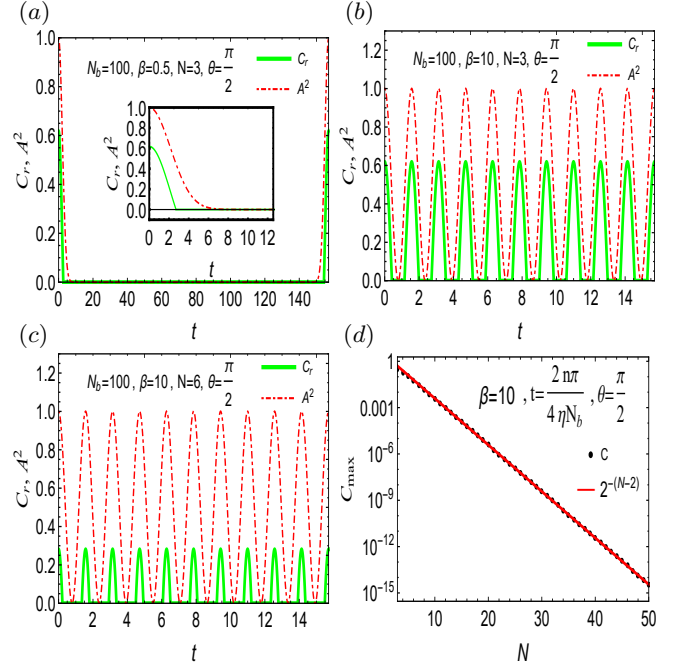 (a)
N_b=100, β=0.5, N=3, θ=π/2
C_r
A^2
C_r, A^2
1.0
0.8
0.6
0.4
0.2
0.0
0 20 40 60 80 100 120 140
t
C_r, A^2
1.0
0.8
0.6
0.4
0.2
0.0
0 2 4 6 8 10 12
t
(b)
N_b=100 , β=10 , N=3, θ=π/2
C_r
A^2
C_r, A^2
1.2
1.0
0.8
0.6
0.4
0.2
0.0
0 2 4 6 8 10 12 14
t
(c)
N_b=100, β=10, N=6, θ=π/2
C_r
A^2
C_r, A^2
1.2
1.0
0.8
0.6
0.4
0.2
0.0
0 2 4 6 8 10 12 14
t
(d)
β=10 , t=2 nπ/4 ηN_b , θ=π/2
C
2^-(N-2)
C_max
1
0.001
10^-6
10^-9
10^-12
10^-15
10 20 30 40 50
N